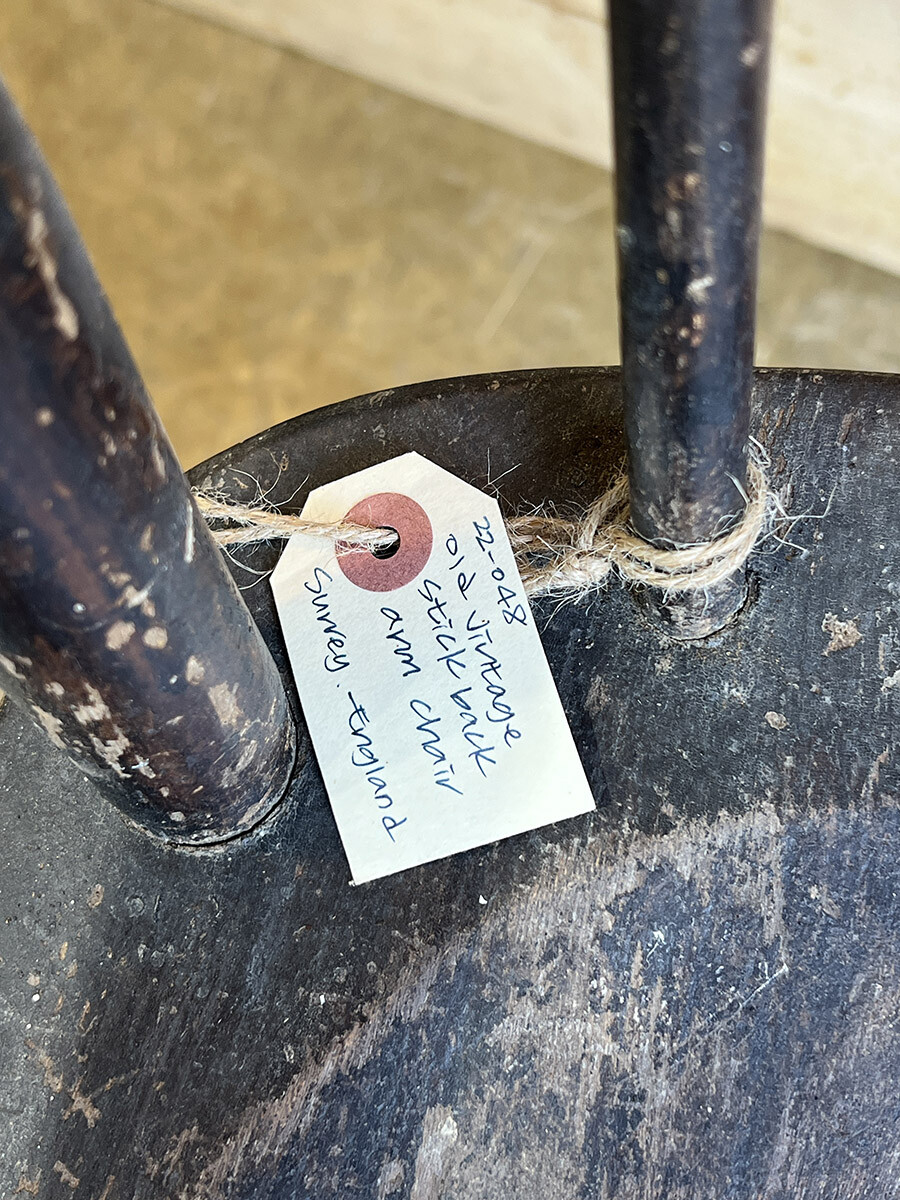 22-048
old vintage
stick back
arm chair
Surrey. England